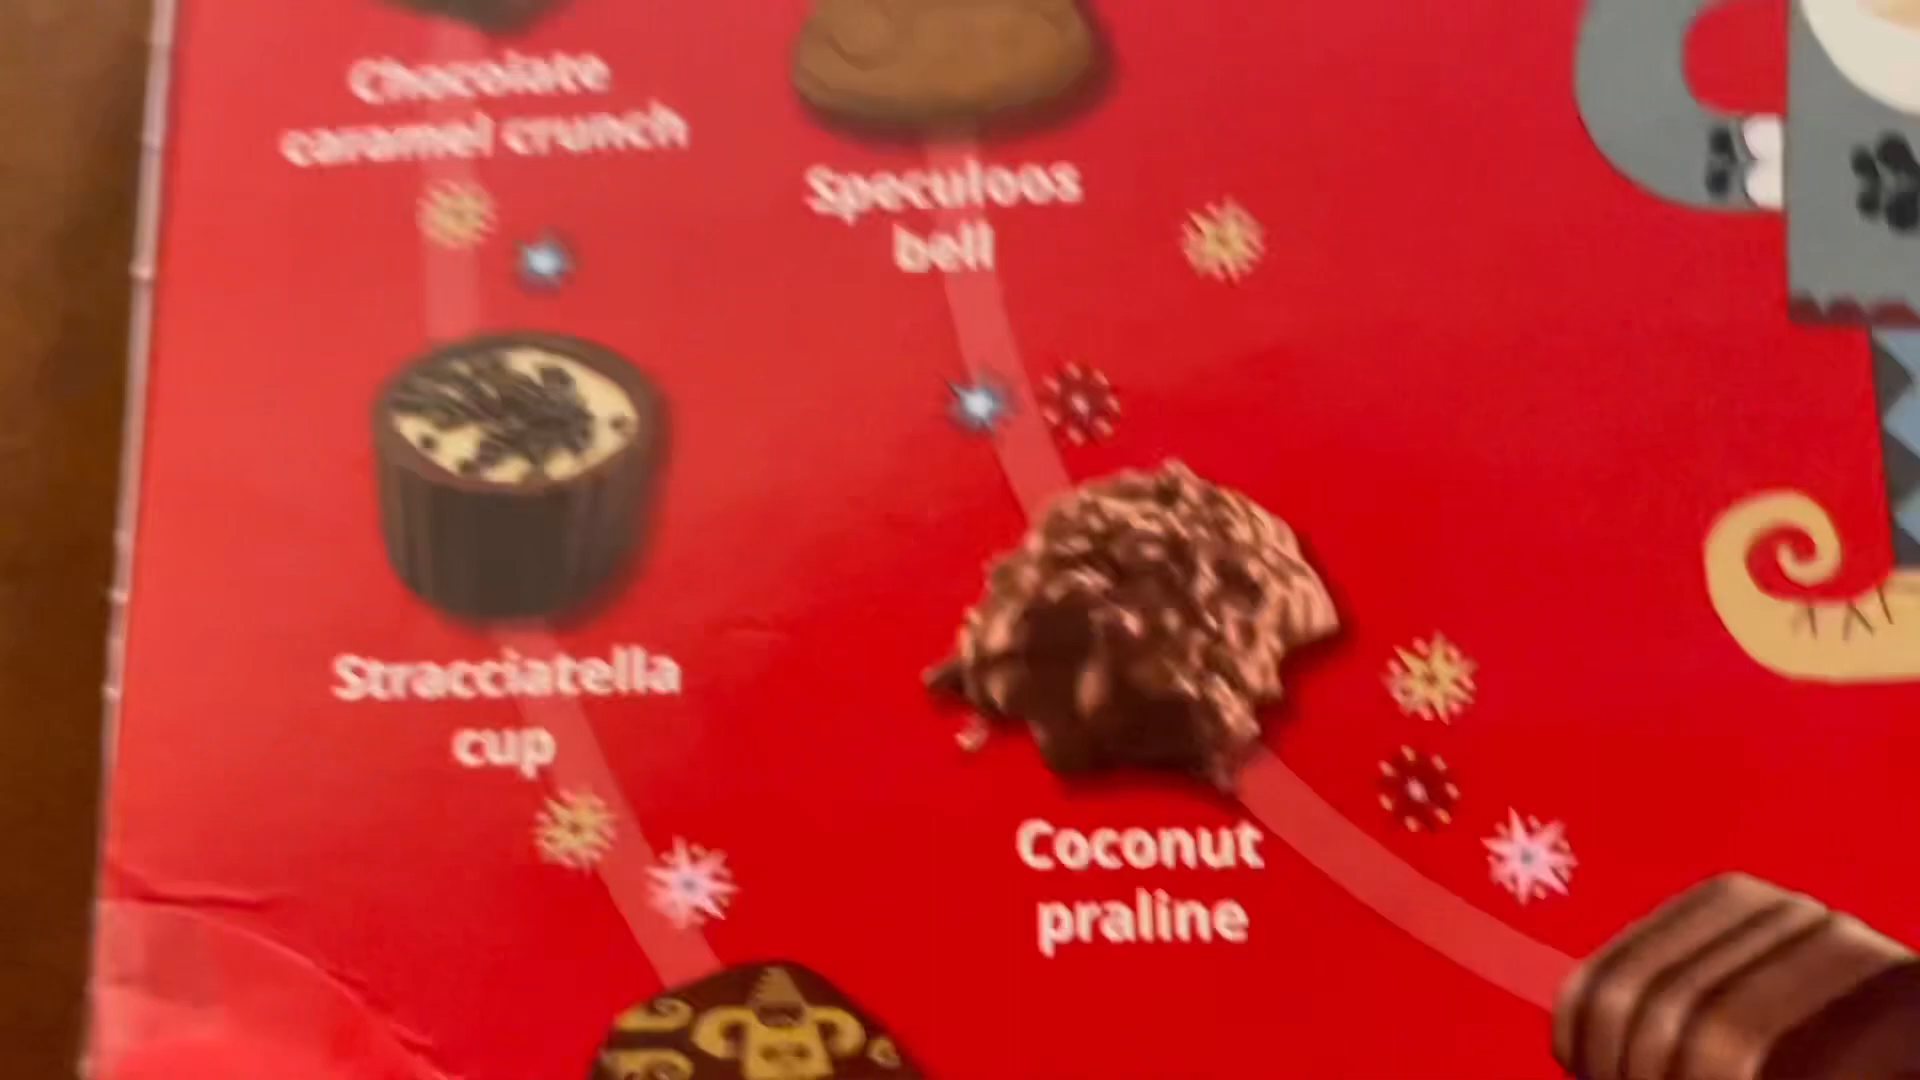 Chocolate
caramel crunch
Speculoos
bell
Stracciatella
cup
Coconut
praline